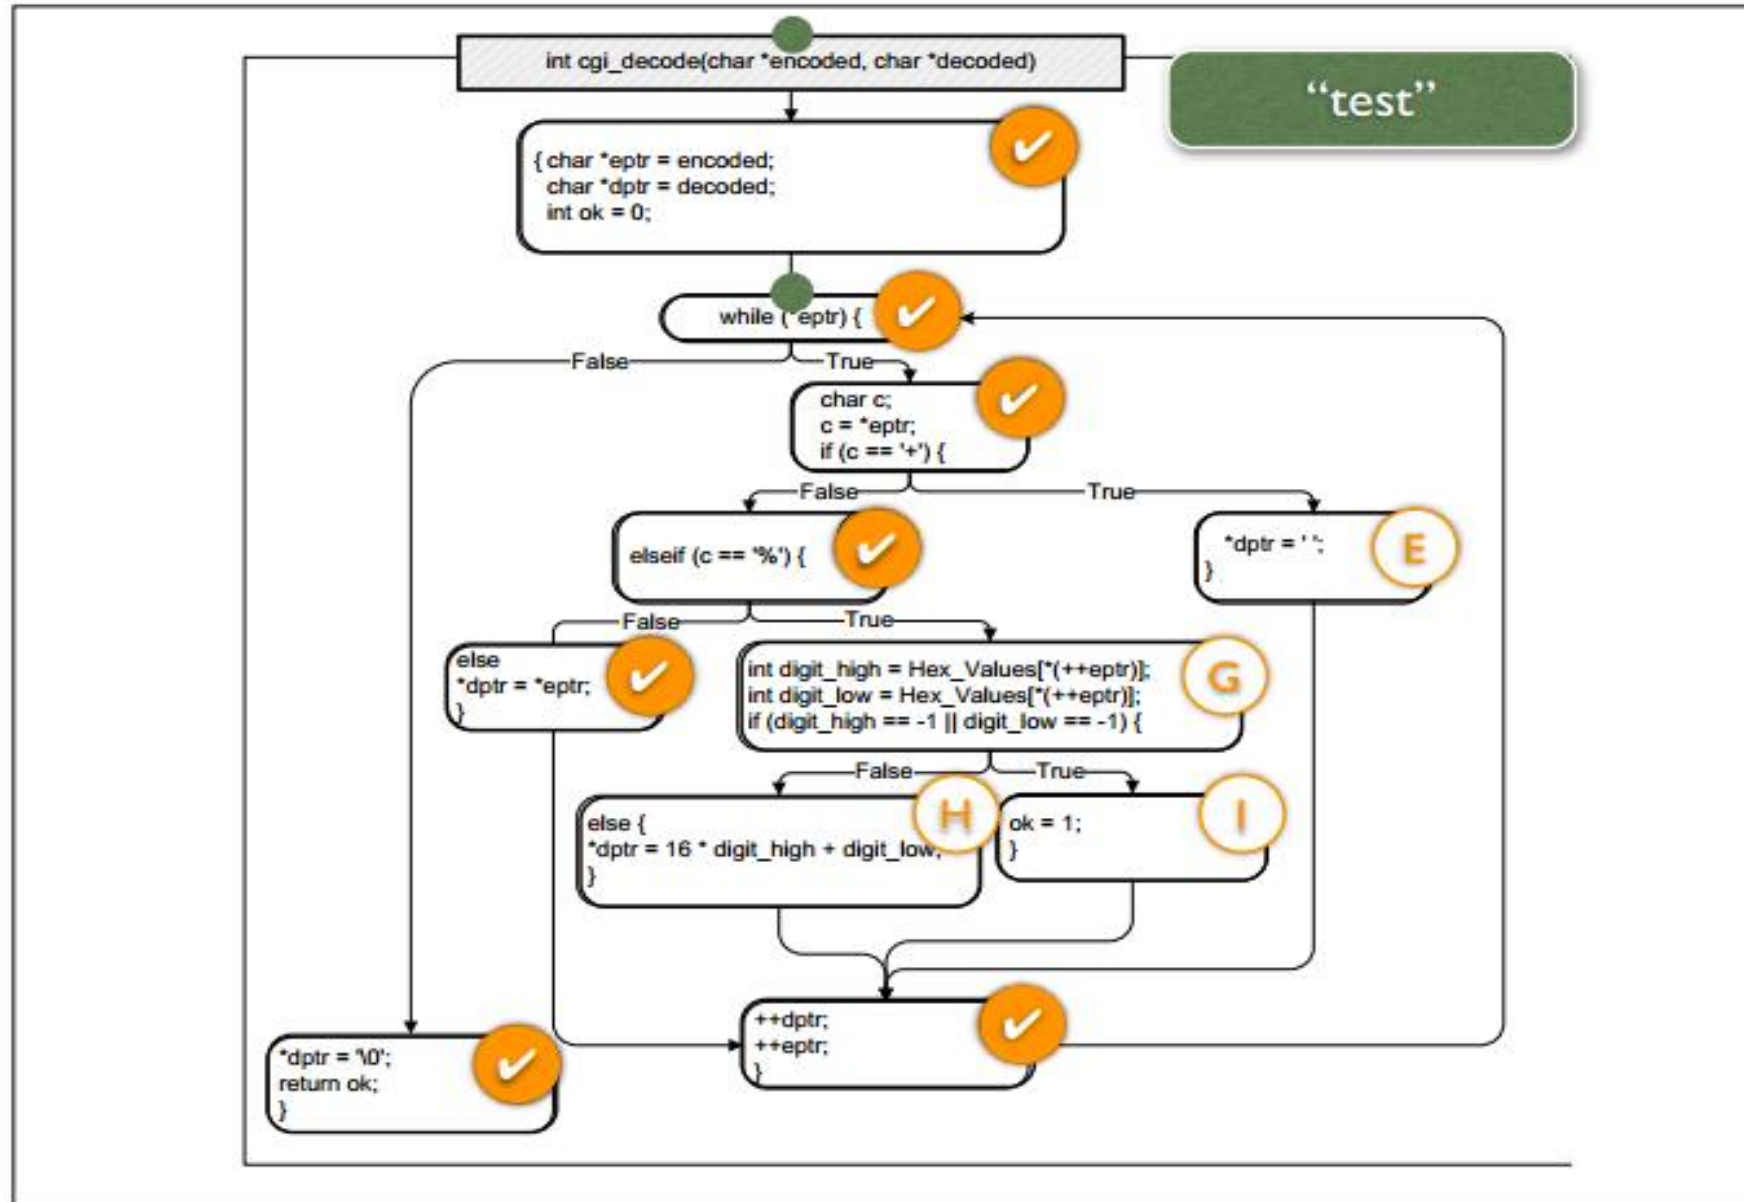 int cgi_decode(char *encoded, char *decoded)
“test”
{ char *eptr = encoded;
char *dptr = decoded;
int ok = 0;
while (*eptr) {
False
True
char c;
c = *eptr;
if (c == '+') {
False
True
elseif (c == '%') {
*dptr = ' ';
}
E
False
True
else
*dptr = *eptr;
}
int digit_high = Hex_Values[*(++eptr)];
int digit_low = Hex_Values[*(++eptr)];
if (digit_high == -1 || digit_low == -1) {
G
False
True
else {
*dptr = 16 * digit_high + digit_low;
}
H
ok = 1;
}
I
++dptr;
++eptr;
}
*dptr = '\0';
return ok;
}